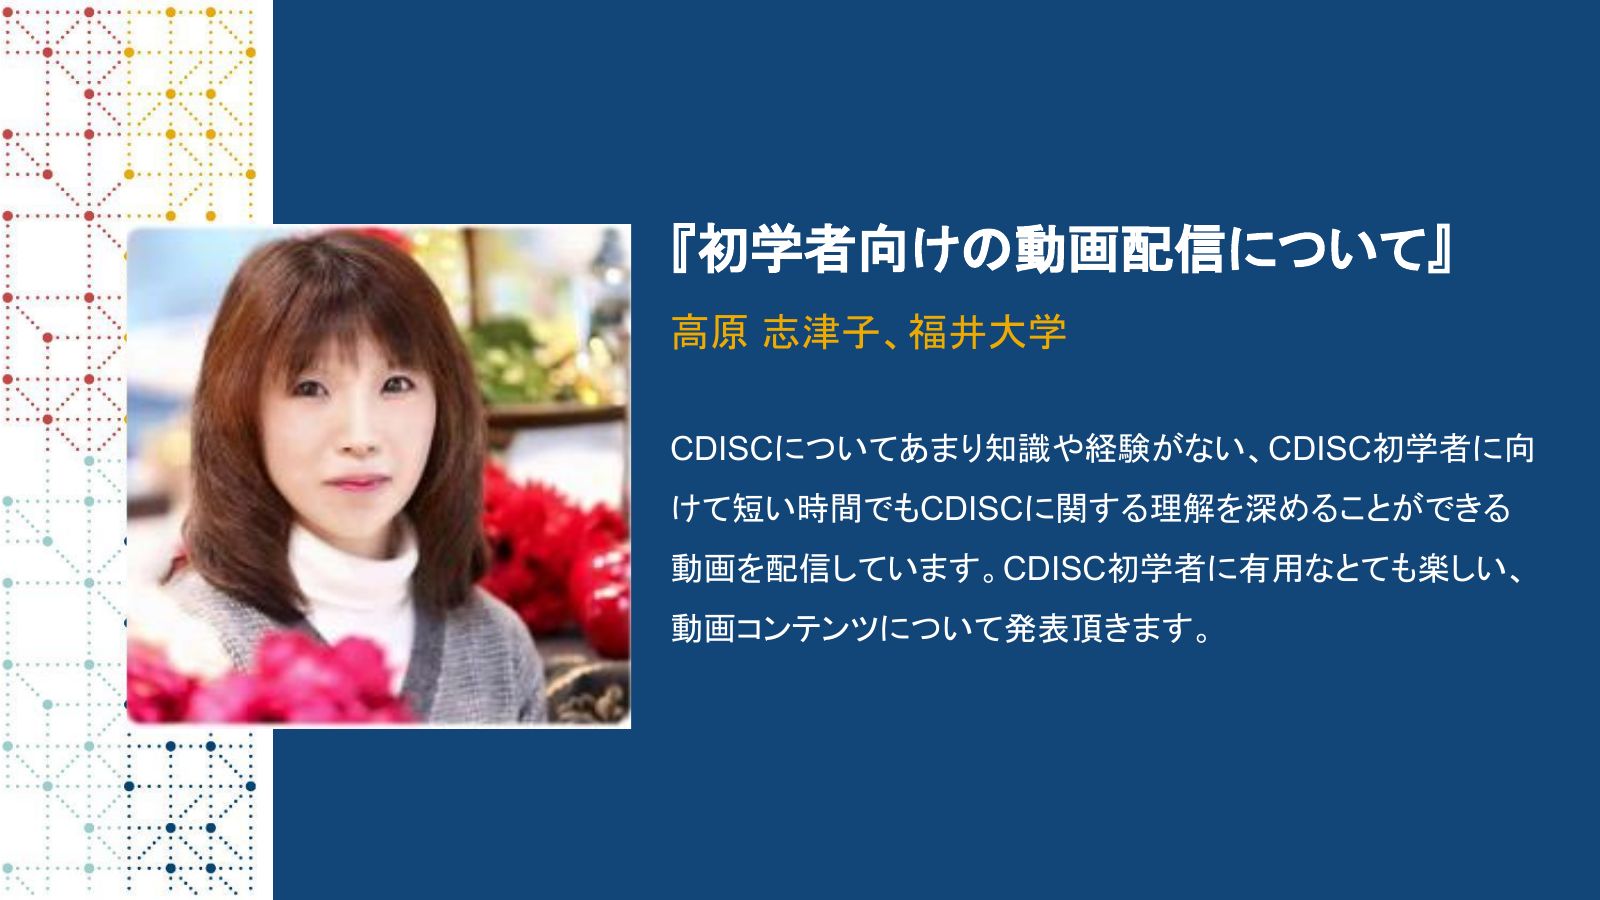 『初学者向けの動画配信について』
高原 志津子、福井大学
CDISCについてあまり知識や経験がない、CDISC初学者に向
けて短い時間でもCDISCに関する理解を深めることができる
動画を配信しています。CDISC初学者に有用なとても楽しい、
動画コンテンツについて発表頂きます。